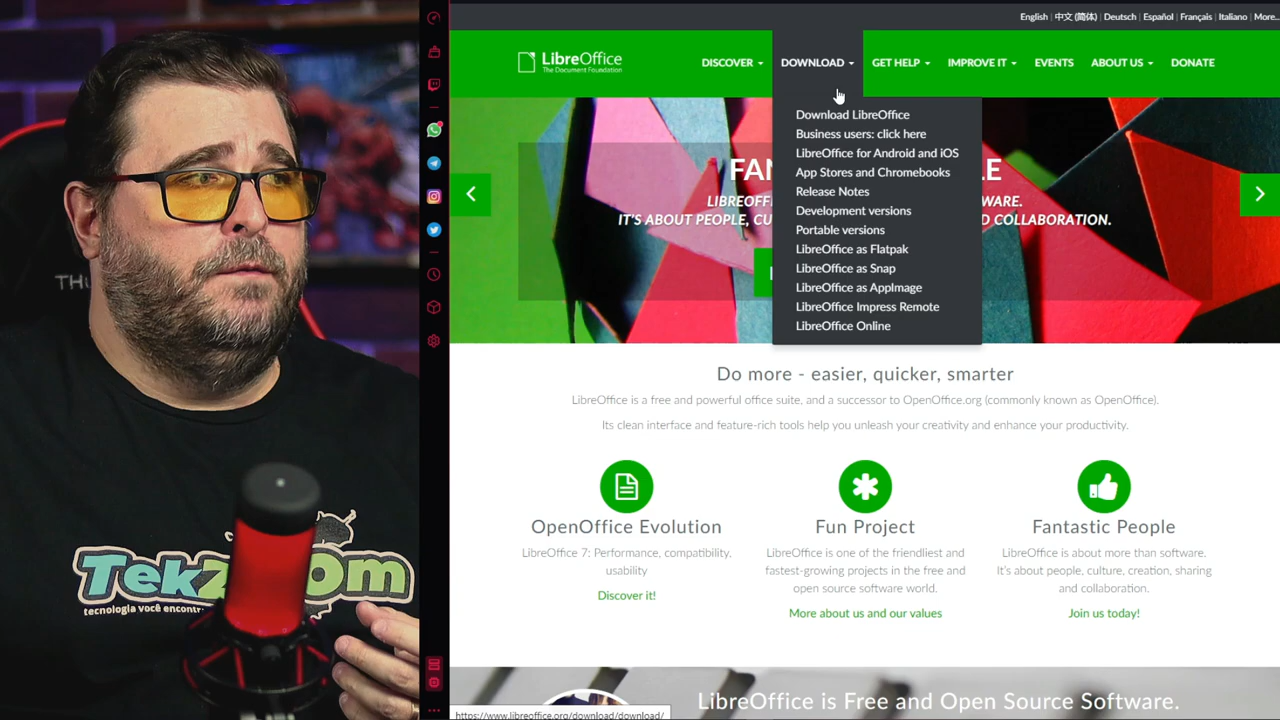 English | 中文 (简体) | Deutsch | Español | Français | Italiano | More...
LibreOffice
The Document Foundation
DISCOVER
DOWNLOAD
GET HELP
IMPROVE IT
EVENTS
ABOUT US
DONATE
Download LibreOffice
Business users: click here
LibreOffice for Android and iOS
App Stores and Chromebooks
Release Notes
Development versions
Portable versions
LibreOffice as Flatpak
LibreOffice as Snap
LibreOffice as AppImage
LibreOffice Impress Remote
LibreOffice Online
IT'S ABOUT PEOPLE,
COLLABORATION.
Do more - easier, quicker, smarter
LibreOffice is a free and powerful office suite, and a successor to OpenOffice.org (commonly known as OpenOffice).
Its clean interface and feature-rich tools help you unleash your creativity and enhance your productivity.
OpenOffice Evolution
LibreOffice 7: Performance, compatibility,
usability
Discover it!
Fun Project
LibreOffice is one of the friendliest and
fastest-growing projects in the free and
open source software world.
More about us and our values
Fantastic People
LibreOffice is about more than software.
It's about people, culture, creation, sharing
and collaboration.
Join us today!
LibreOffice is Free and Open Source Software.
https://www.libreoffice.org/download/download/
tecnologia você